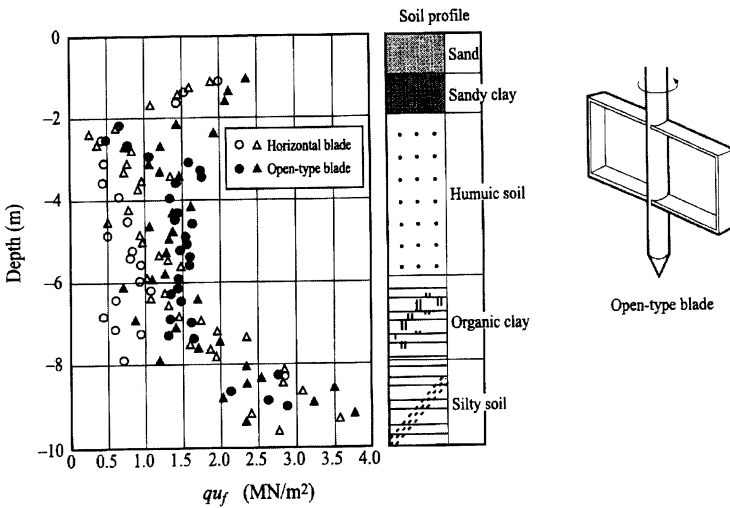 Soil profile
0
−2
−4
−6
−8
−10
Depth (m)
0 0.5 1.0 1.5 2.0 2.5 3.0 3.5 4.0
qu_f (MN/m²)
Horizontal blade
Open-type blade
Sand
Sandy clay
Humuic soil
Organic clay
Silty soil
Open-type blade